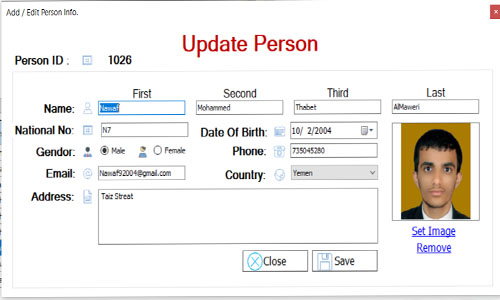 Add / Edit Person Info.
Update Person
Person ID : 1026
First Second Third Last
Name: Nawaf Mohammed Thabet AlMaweri
National No: N7 Date Of Birth: 10/ 2/2004
Gendor: Male Female Phone: 735045280
Email: Nawaf92004@gmail.com Country: Yemen
Address: Taiz Streat
Set Image
Remove
Close Save